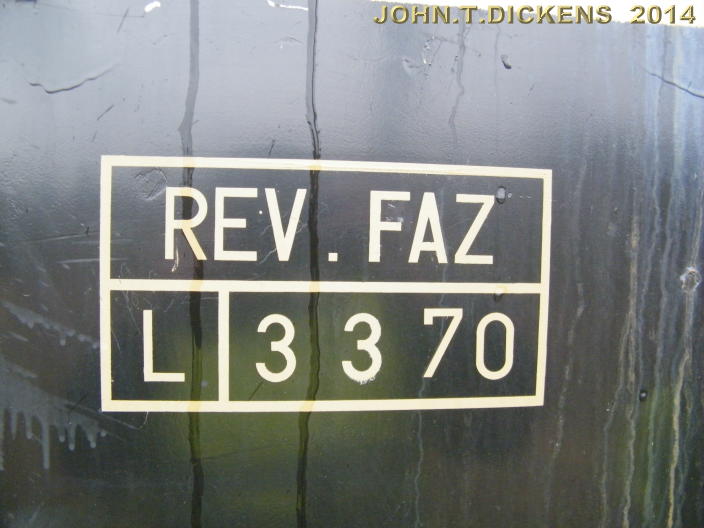 JOHN.T.DICKENS 2014
REV. FAZ
L 3 3 70